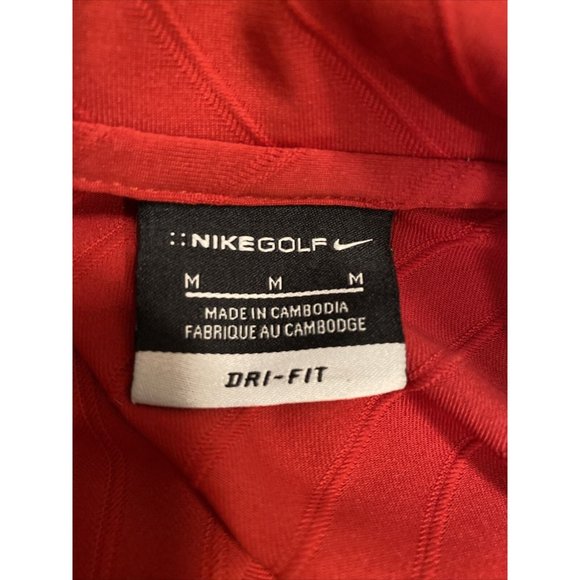 NIKEGOLF
M M M
MADE IN CAMBODIA
FABRIQUE AU CAMBODGE
DRI-FIT